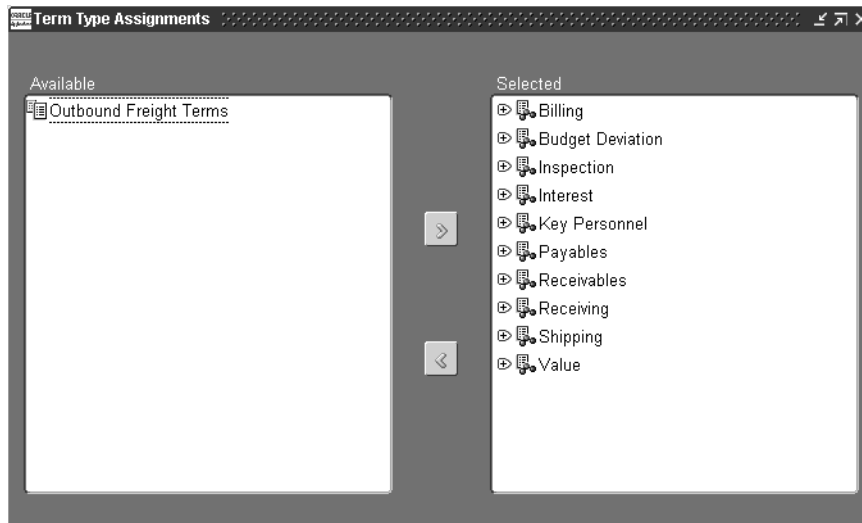 ORACLE
Term Type Assignments
Available
Outbound Freight Terms
Selected
Billing
Budget Deviation
Inspection
Interest
Key Personnel
Payables
Receivables
Receiving
Shipping
Value